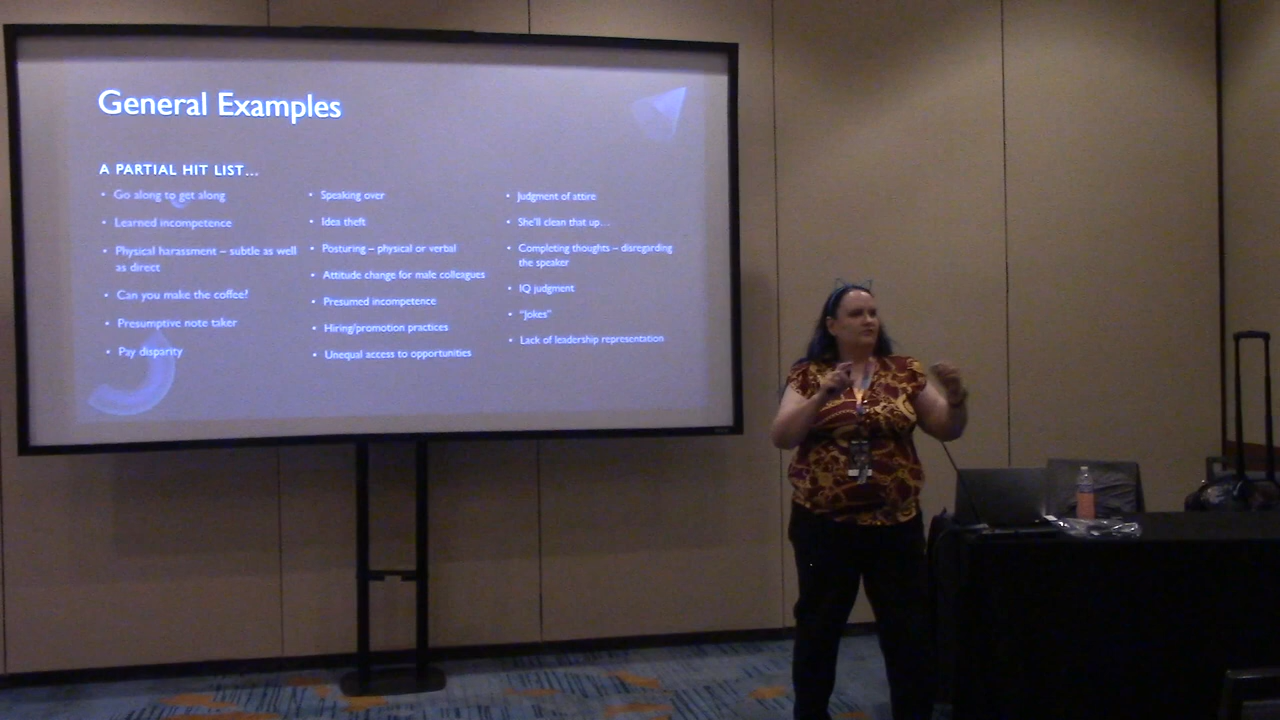 General Examples
A PARTIAL HIT LIST...
• Go along to get along
• Learned incompetence
• Physical harassment – subtle as well
as direct
• Can you make the coffee?
• Presumptive note taker
• Pay disparity
• Speaking over
• Idea theft
• Posturing – physical or verbal
• Attitude change for male colleagues
• Presumed incompetence
• Hiring/promotion practices
• Unequal access to opportunities
• Judgment of attire
• She'll clean that up...
• Completing thoughts – disregarding
the speaker
• IQ judgment
• "Jokes"
• Lack of leadership representation